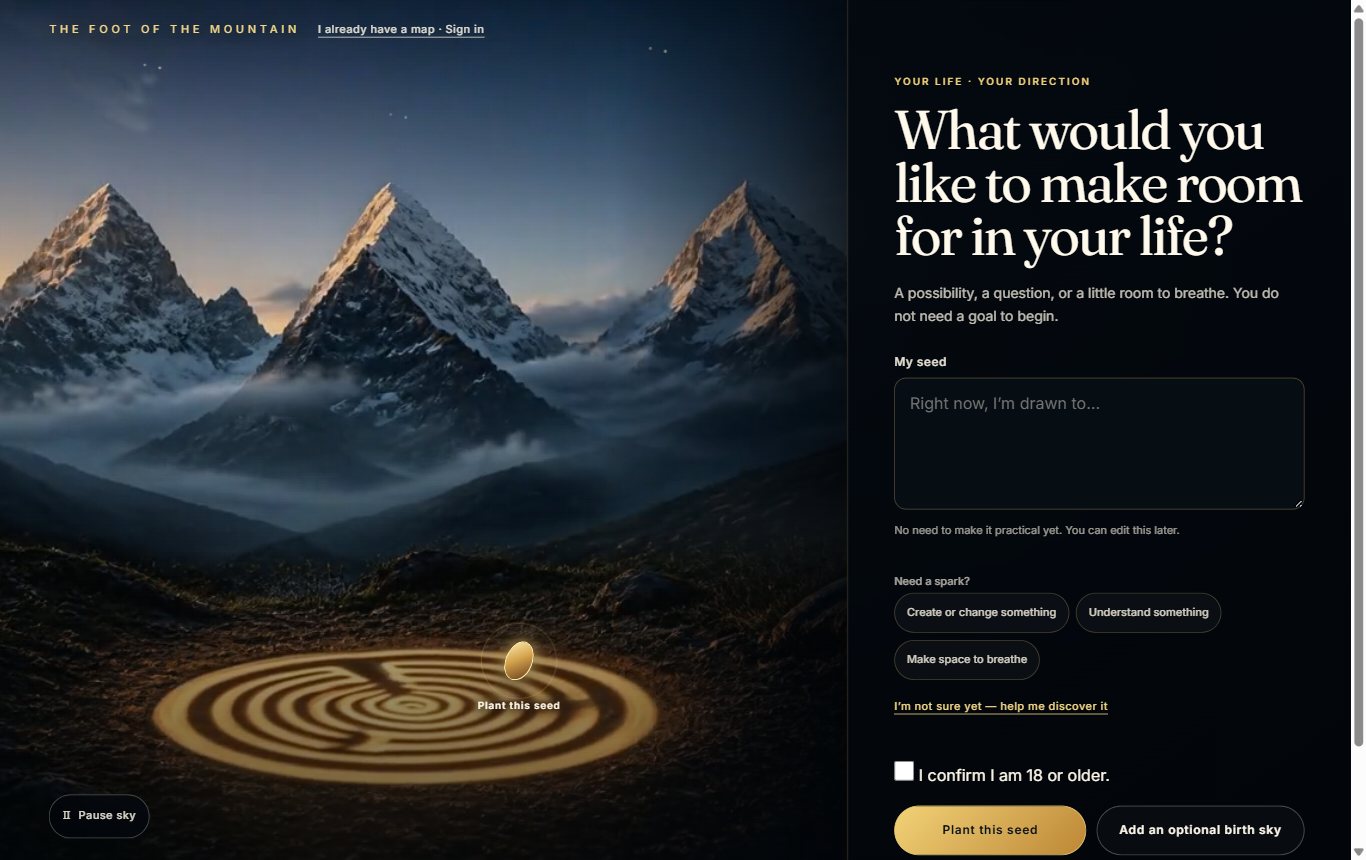 THE FOOT OF THE MOUNTAIN
I already have a map · Sign in
YOUR LIFE · YOUR DIRECTION
What would you
like to make room
for in your life?
A possibility, a question, or a little room to breathe. You do
not need a goal to begin.
My seed
Right now, I’m drawn to…
No need to make it practical yet. You can edit this later.
Need a spark?
Create or change something
Understand something
Make space to breathe
I’m not sure yet — help me discover it
I confirm I am 18 or older.
Plant this seed
Add an optional birth sky
Plant this seed
Pause sky